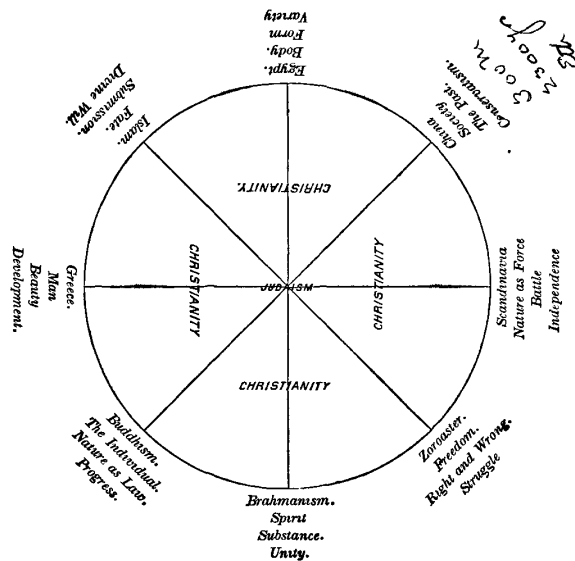 Egypt.
Body.
Form
Variety
China
Society
The Past.
Conservatism.
Scandinavia
Nature as Force
Battle
Independence
Zoroaster.
Freedom.
Right and Wrong.
Struggle
Brahmanism.
Spirit
Substance.
Unity.
Buddhism.
The Individual.
Nature as Law.
Progress.
Greece.
Man
Beauty
Development.
Islam.
Fate.
Submission.
Divine Will.
CHRISTIANITY.
CHRISTIANITY
CHRISTIANITY
CHRISTIANITY
JUDAISM